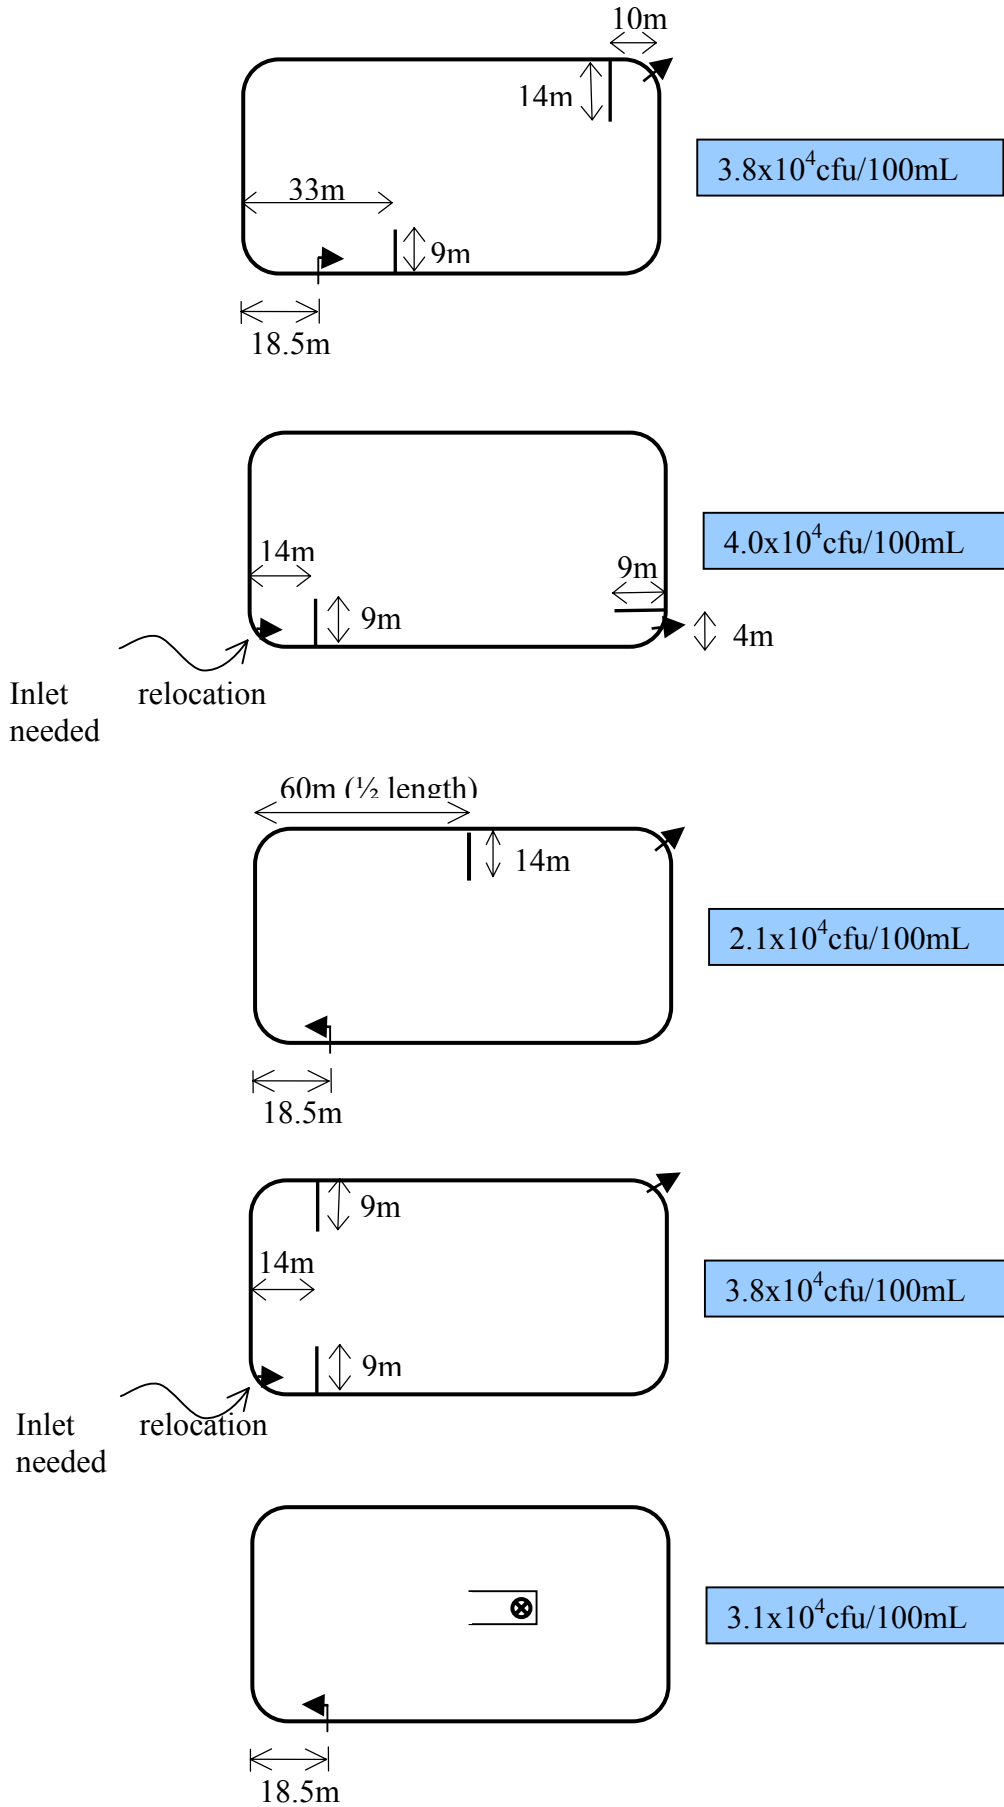 10m
14m
3.8x10⁴cfu/100mL
33m
9m
18.5m
4.0x10⁴cfu/100mL
14m
9m
9m
4m
Inlet relocation
needed
60m (½ length)
14m
2.1x10⁴cfu/100mL
18.5m
9m
14m
3.8x10⁴cfu/100mL
9m
Inlet relocation
needed
3.1x10⁴cfu/100mL
18.5m